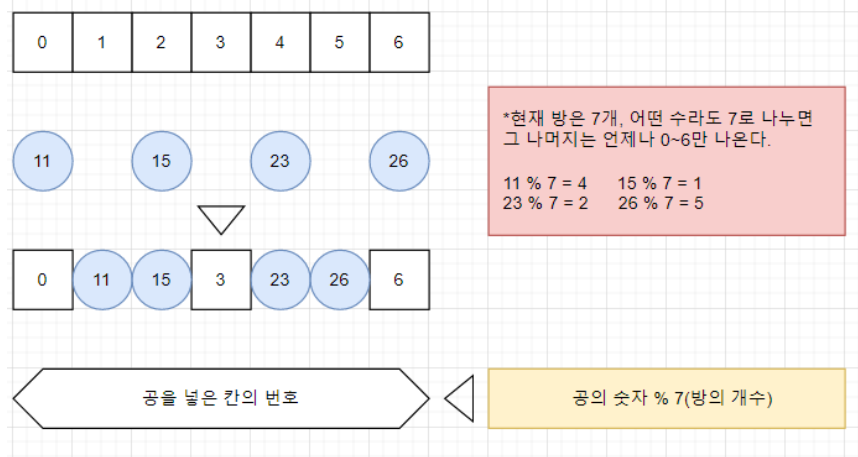 0 1 2 3 4 5 6
*현재 방은 7개, 어떤 수라도 7로 나누면
그 나머지는 언제나 0~6만 나온다.
11 15 23 26
11 % 7 = 4 15 % 7 = 1
23 % 7 = 2 26 % 7 = 5
0 11 15 3 23 26 6
공을 넣은 칸의 번호
공의 숫자 % 7(방의 개수)